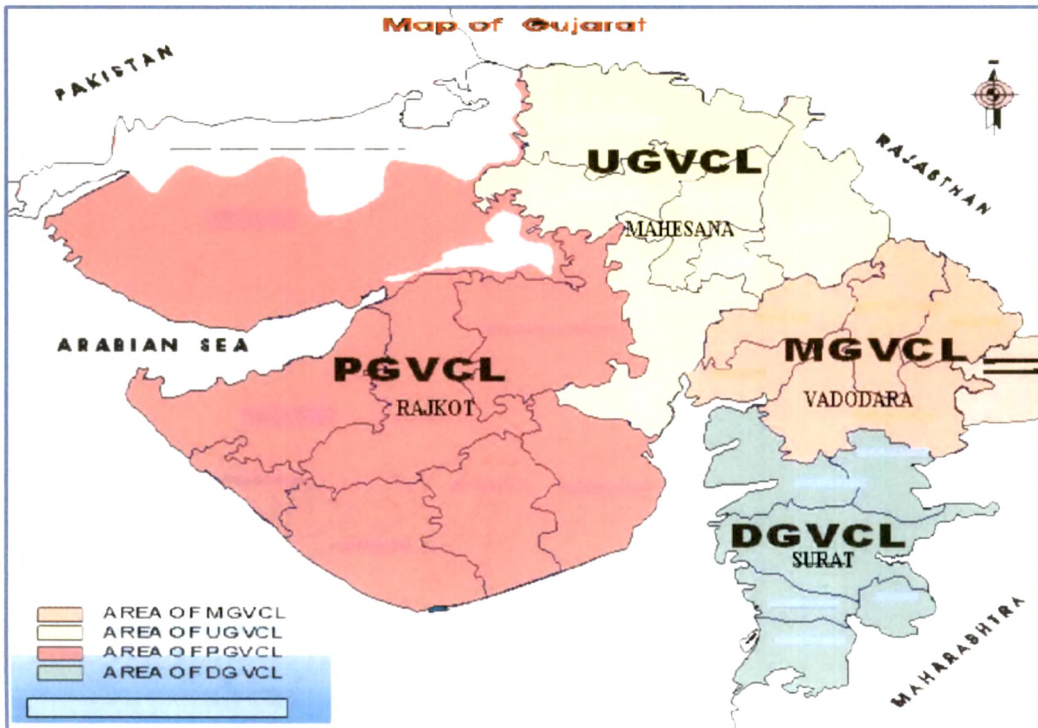 Map of Gujarat
PAKISTAN
RAJASTHAN
UGVCL
MAHESANA
ARABIAN SEA
MGVCL
VADODARA
PGVCL
RAJKOT
DGVCL
SURAT
MAHARASHTRA
AREA OF MGVCL
AREA OF UGVCL
AREA OF PGVCL
AREA OF DGVCL